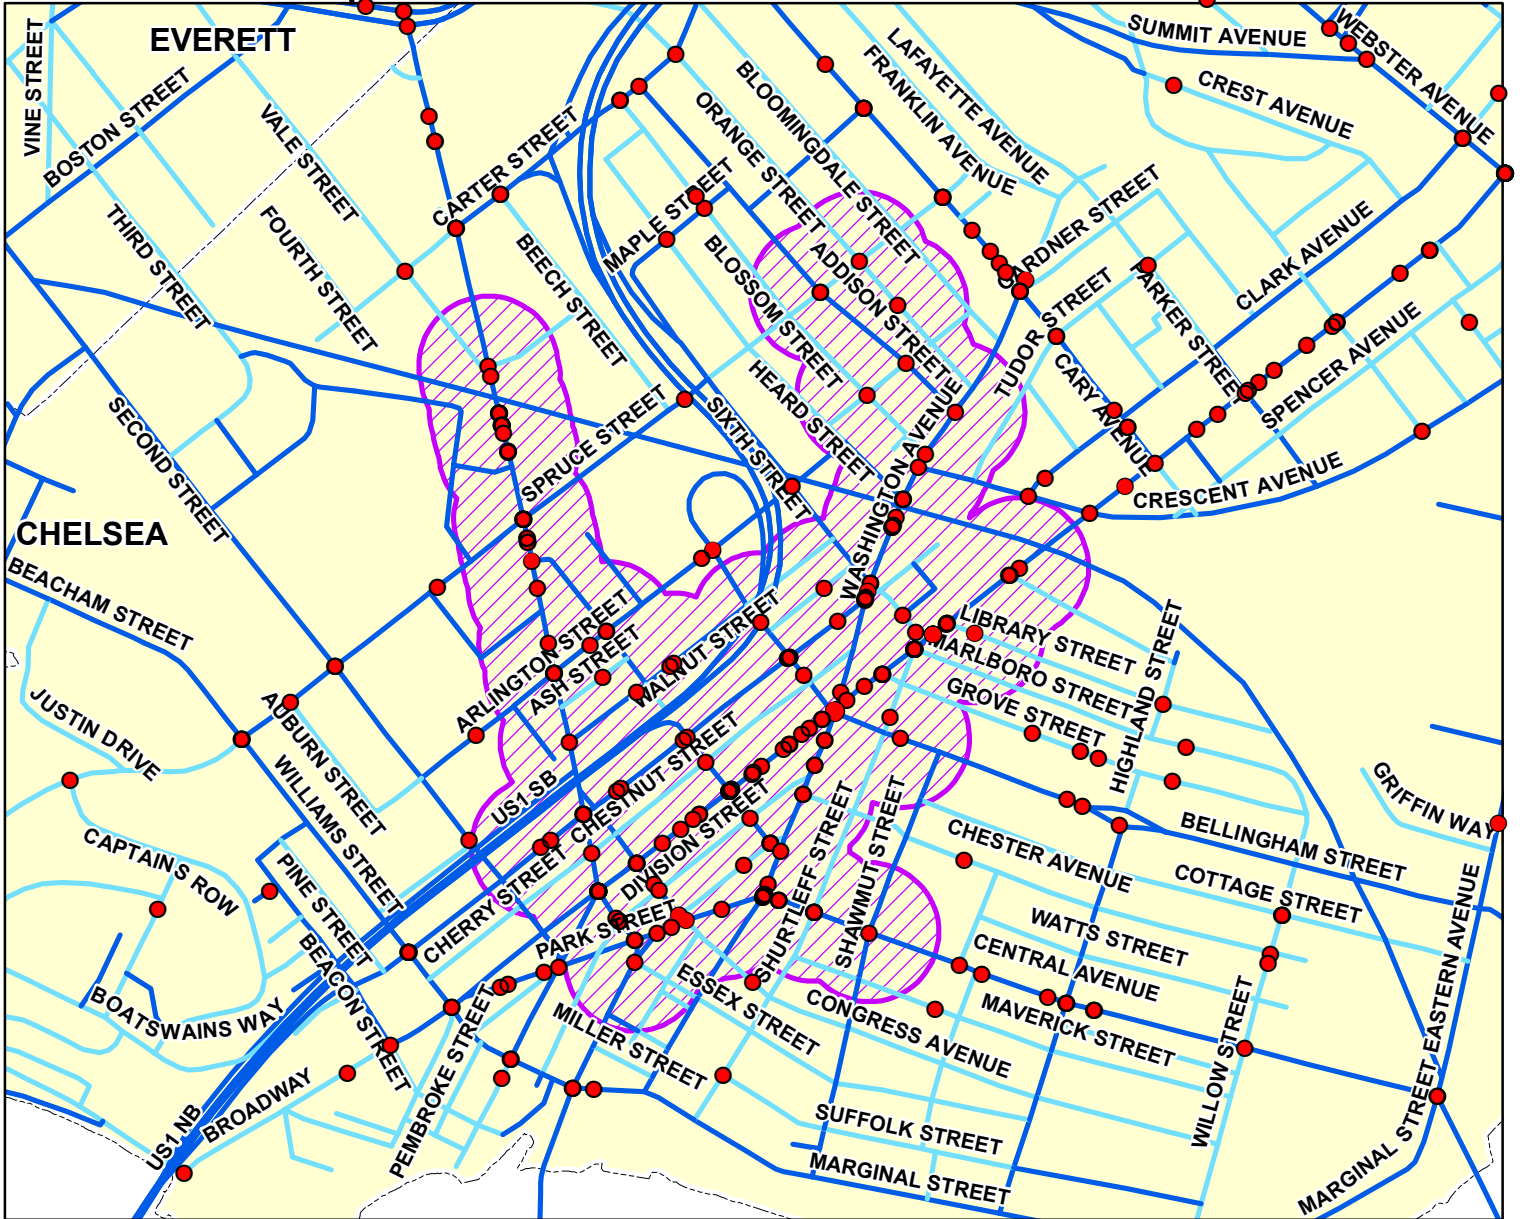 EVERETT
SUMMIT AVENUE
WEBSTER AVENUE
VINE STREET
BOSTON STREET
VALE STREET
CARTER STREET
ORANGE STREET
BLOOMINGDALE STREET
FRANKLIN AVENUE
LAFAYETTE AVENUE
CREST AVENUE
THIRD STREET
FOURTH STREET
BEECH STREET
MAPLE STREET
BLOSSOM STREET
ADDISON STREET
GARDNER STREET
PARKER STREET
CLARK AVENUE
TUDOR STREET
SPENCER AVENUE
CARY AVENUE
HEARD STREET
SIXTH STREET
SPRUCE STREET
SECOND STREET
CRESCENT AVENUE
WASHINGTON AVENUE
CHELSEA
BEACHAM STREET
ARLINGTON STREET
ASH STREET
WALNUT STREET
LIBRARY STREET
MARLBORO STREET
GROVE STREET
HIGHLAND STREET
JUSTIN DRIVE
AUBURN STREET
WILLIAMS STREET
US1 SB
CHESTNUT STREET
DIVISION STREET
SHURTLEFF STREET
SHAWMUT STREET
CHESTER AVENUE
BELLINGHAM STREET
GRIFFIN WAY
COTTAGE STREET
CAPTAINS ROW
PINE STREET
CHERRY STREET
PARK STREET
WATTS STREET
CENTRAL AVENUE
MAVERICK STREET
BOATSWAINS WAY
BEACON STREET
PEMBROKE STREET
MILLER STREET
ESSEX STREET
CONGRESS AVENUE
WILLOW STREET
MARGINAL STREET
EASTERN AVENUE
US1 NB
BROADWAY
SUFFOLK STREET
MARGINAL STREET